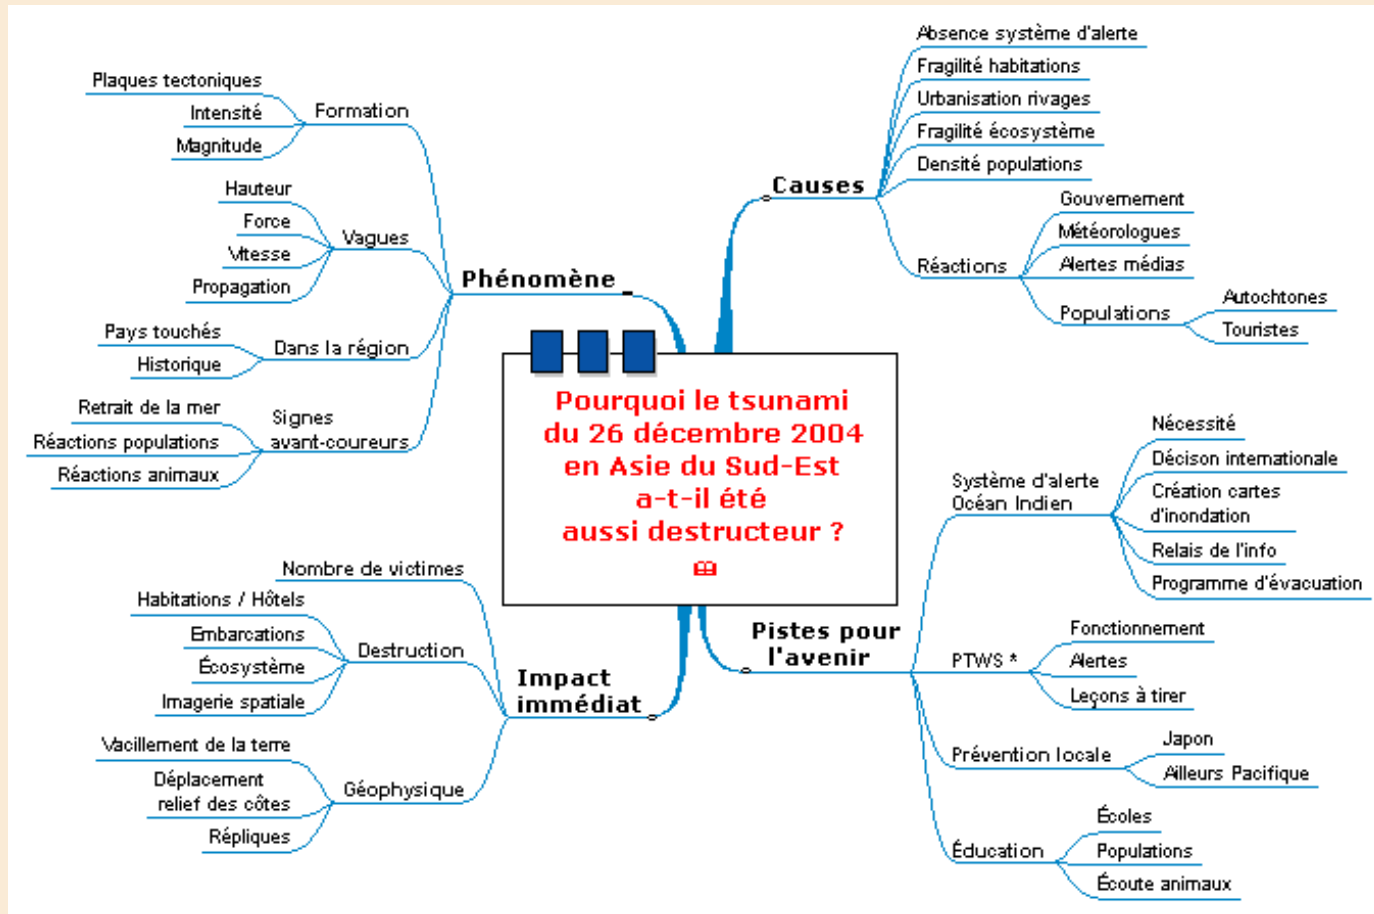 Pourquoi le tsunami
du 26 décembre 2004
en Asie du Sud-Est
a-t-il été
aussi destructeur ?
Phénomène
Formation
Plaques tectoniques
Intensité
Magnitude
Vagues
Hauteur
Force
Vitesse
Propagation
Dans la région
Pays touchés
Historique
Signes
avant-coureurs
Retrait de la mer
Réactions populations
Réactions animaux
Causes
Absence système d'alerte
Fragilité habitations
Urbanisation rivages
Fragilité écosystème
Densité populations
Réactions
Gouvernement
Météorologues
Alertes médias
Populations
Autochtones
Touristes
Impact
immédiat
Nombre de victimes
Destruction
Habitations / Hôtels
Embarcations
Écosystème
Imagerie spatiale
Géophysique
Vacillement de la terre
Déplacement
relief des côtes
Répliques
Pistes pour
l'avenir
Système d'alerte
Océan Indien
Nécessité
Décison internationale
Création cartes
d'inondation
Relais de l'info
Programme d'évacuation
PTWS *
Fonctionnement
Alertes
Leçons à tirer
Prévention locale
Japon
Ailleurs Pacifique
Éducation
Écoles
Populations
Écoute animaux